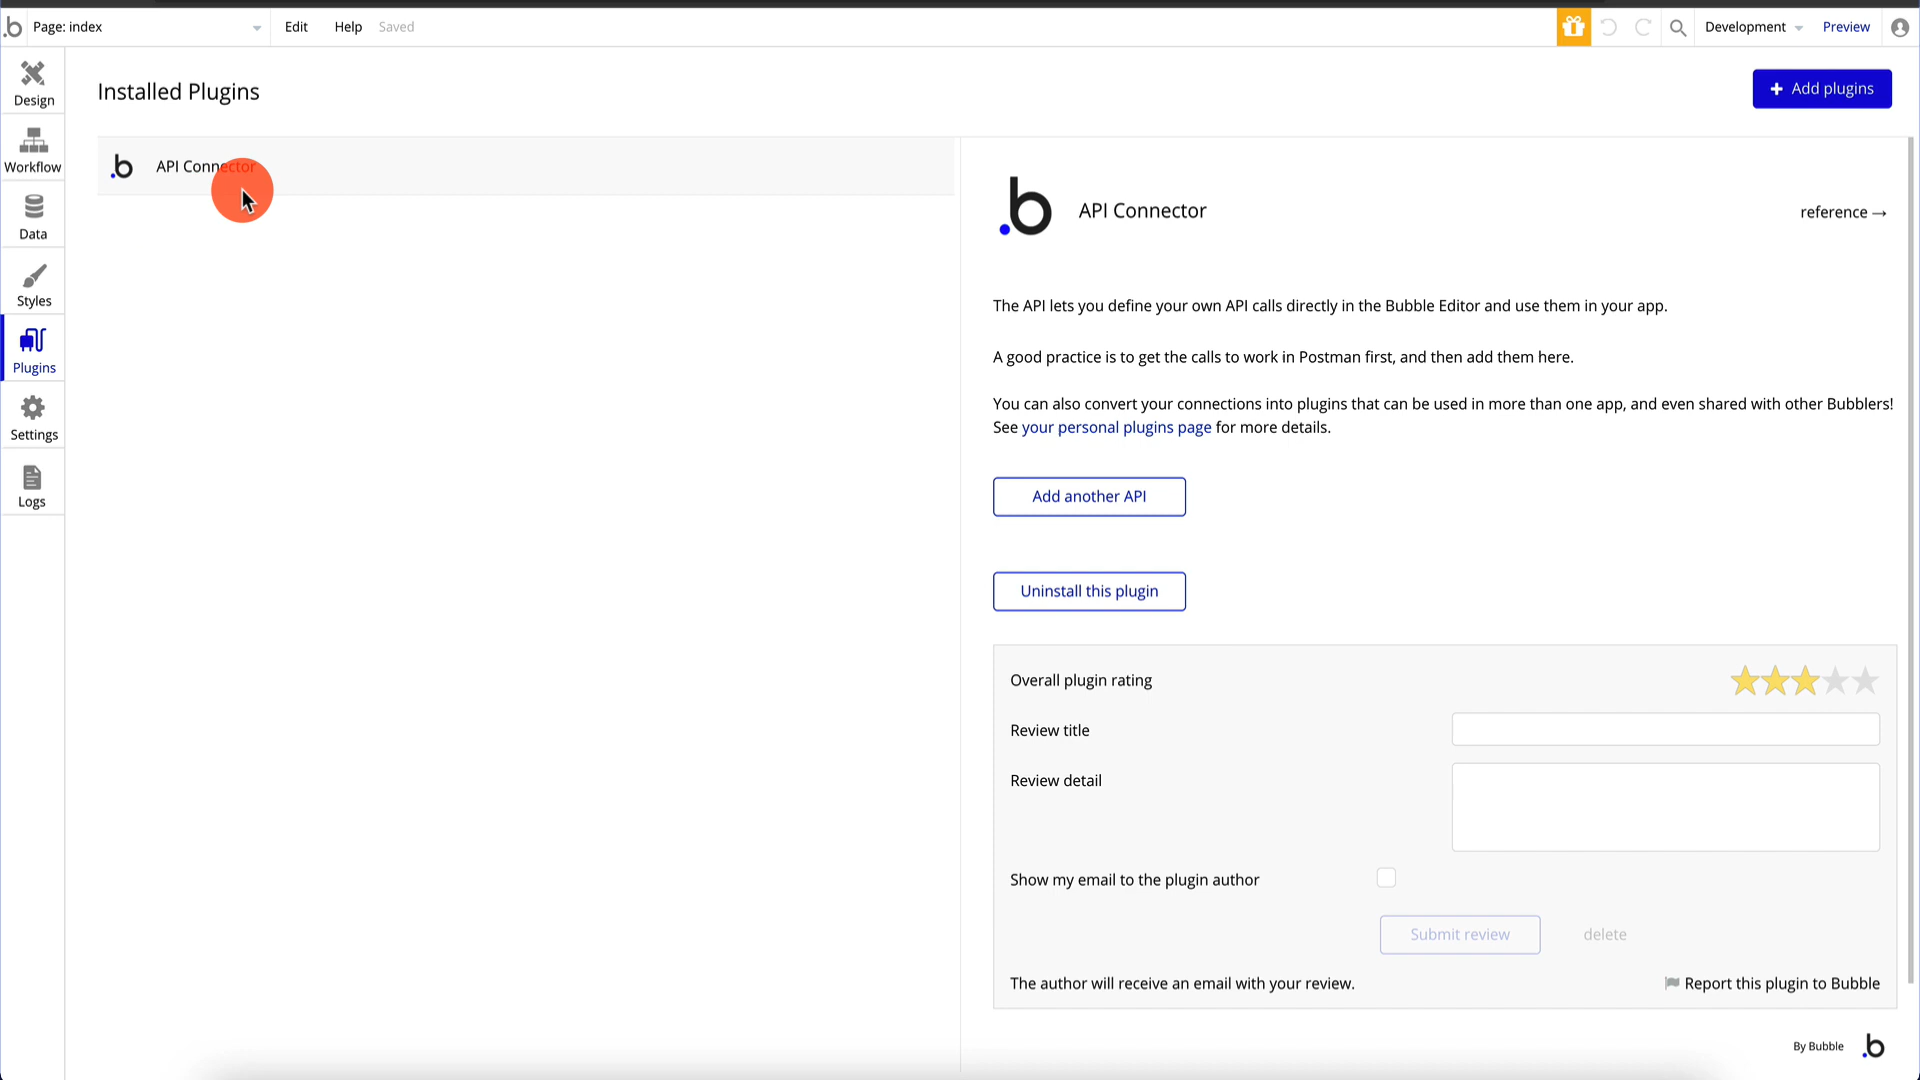 Page: index
Edit
Help
Saved
Development
Preview
Design
Workflow
Data
Styles
Plugins
Settings
Logs
Installed Plugins
+ Add plugins
API Connector
API Connector
reference →
The API lets you define your own API calls directly in the Bubble Editor and use them in your app.
A good practice is to get the calls to work in Postman first, and then add them here.
You can also convert your connections into plugins that can be used in more than one app, and even shared with other Bubblers!
See your personal plugins page for more details.
Add another API
Uninstall this plugin
Overall plugin rating
Review title
Review detail
Show my email to the plugin author
Submit review
delete
The author will receive an email with your review.
Report this plugin to Bubble
By Bubble